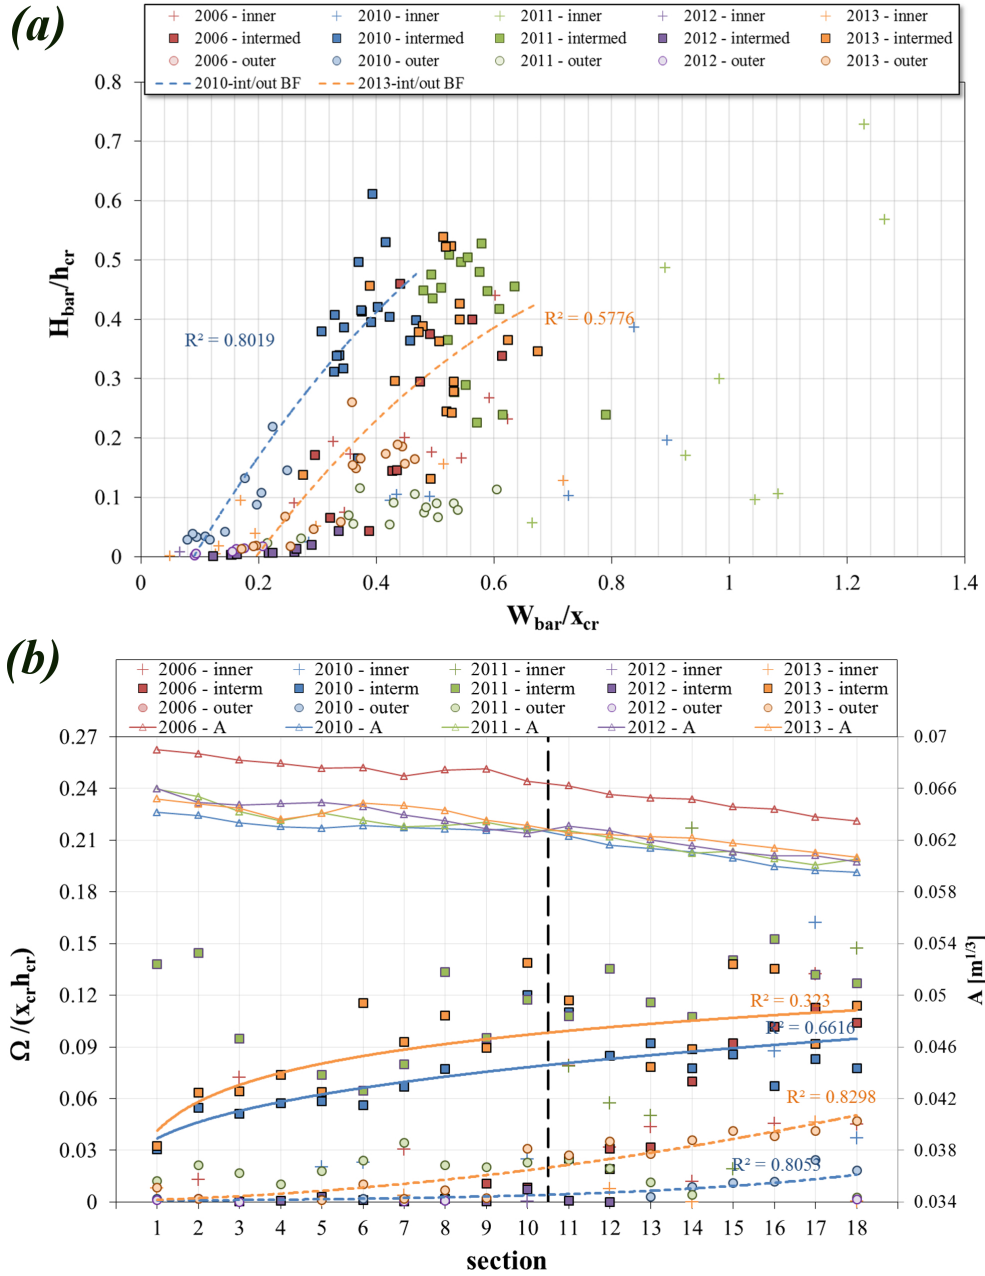 (a)
2006 - inner 2010 - inner 2011 - inner 2012 - inner 2013 - inner
2006 - intermed 2010 - intermed 2011 - intermed 2012 - intermed 2013 - intermed
2006 - outer 2010 - outer 2011 - outer 2012 - outer 2013 - outer
2010-int/out BF 2013-int/out BF
0.8
0.7
0.6
0.5
0.4
0.3
0.2
0.1
0
H_bar/h_cr
R² = 0.8019
R² = 0.5776
0 0.2 0.4 0.6 0.8 1 1.2 1.4
W_bar/x_cr
(b)
2006 - inner 2010 - inner 2011 - inner 2012 - inner 2013 - inner
2006 - interm 2010 - interm 2011 - interm 2012 - interm 2013 - interm
2006 - outer 2010 - outer 2011 - outer 2012 - outer 2013 - outer
2006 - A 2010 - A 2011 - A 2012 - A 2013 - A
0.27
0.24
0.21
0.18
0.15
0.12
0.09
0.06
0.03
0
Ω/(x_cr h_cr)
0.07
0.066
0.062
0.058
0.054
0.05
0.046
0.042
0.038
0.034
A [m^1/3]
R² = 0.323
R² = 0.6616
R² = 0.8298
R² = 0.8053
1 2 3 4 5 6 7 8 9 10 11 12 13 14 15 16 17 18
section